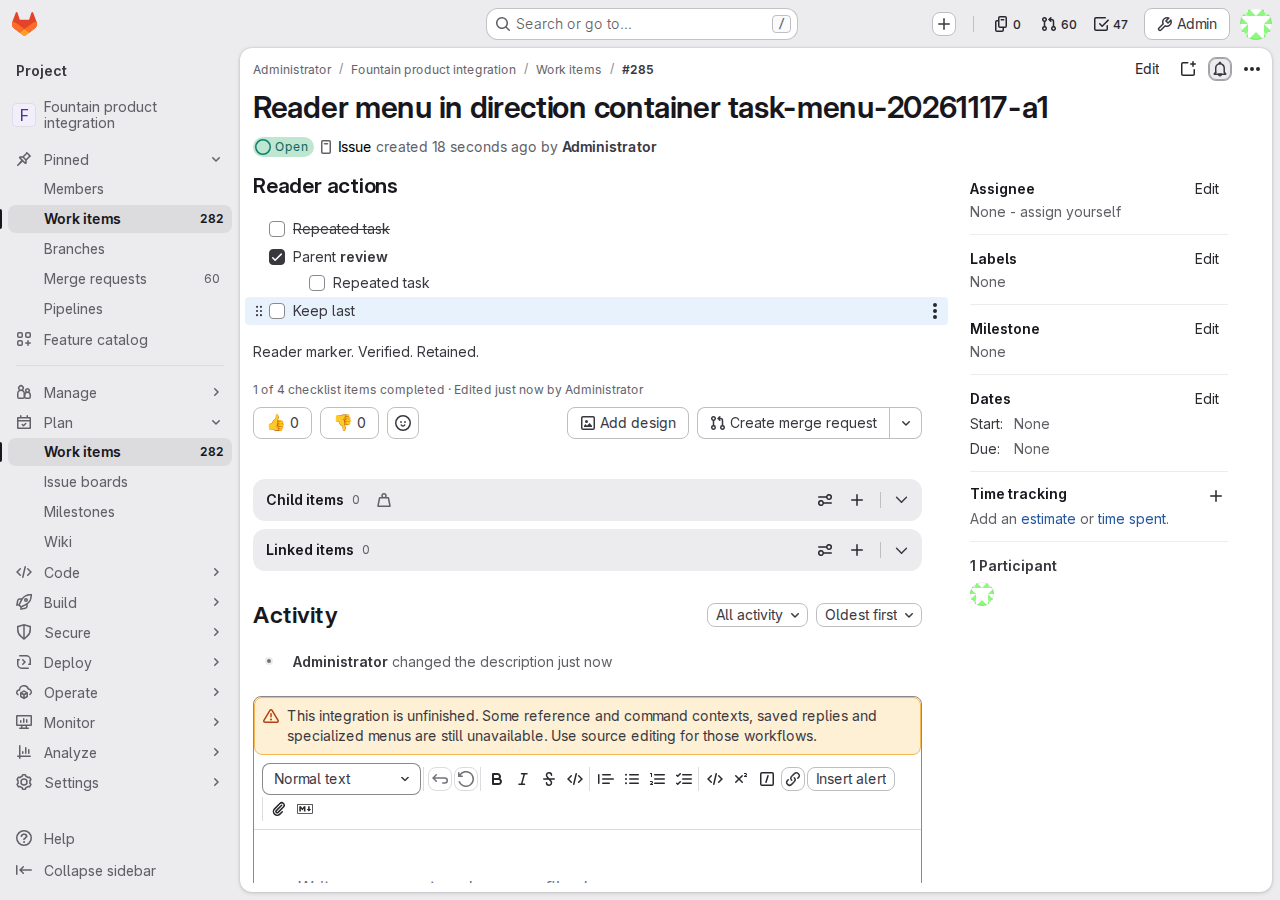 Search or go to...
/
0
60
47
Admin
Project
F
Fountain product integration
Pinned
Members
Work items 282
Branches
Merge requests 60
Pipelines
Feature catalog
Manage
Plan
Work items 282
Issue boards
Milestones
Wiki
Code
Build
Secure
Deploy
Operate
Monitor
Analyze
Settings
Help
Collapse sidebar
Administrator / Fountain product integration / Work items / #285
Edit
Reader menu in direction container task-menu-20261117-a1
Open Issue created 18 seconds ago by Administrator
Reader actions
Repeated task
Parent review
Repeated task
Keep last
Reader marker. Verified. Retained.
1 of 4 checklist items completed · Edited just now by Administrator
👍 0
👎 0
Add design
Create merge request
Child items 0
Linked items 0
Activity
All activity
Oldest first
Administrator changed the description just now
This integration is unfinished. Some reference and command contexts, saved replies and
specialized menus are still unavailable. Use source editing for those workflows.
Normal text
Insert alert
Assignee Edit
None - assign yourself
Labels Edit
None
Milestone Edit
None
Dates Edit
Start: None
Due: None
Time tracking
Add an estimate or time spent.
1 Participant